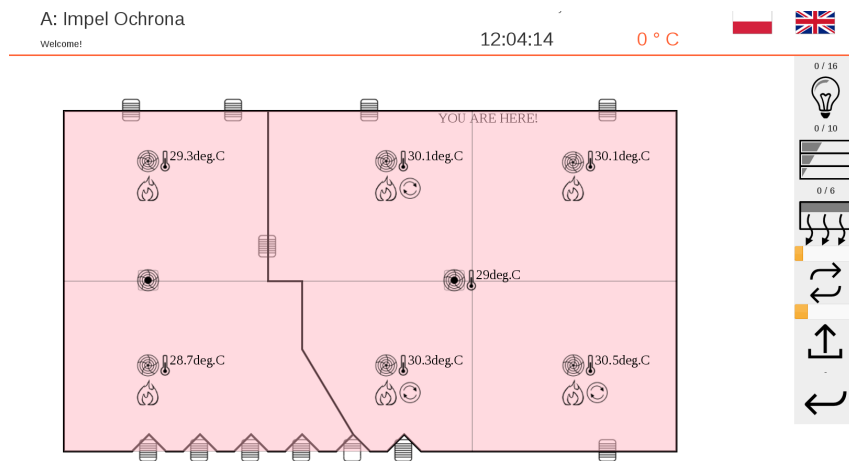 A: Impel Ochrona
Welcome!
12:04:14
0 ° C
0 / 16
YOU ARE HERE!
0 / 10
29.3deg.C
30.1deg.C
30.1deg.C
0 / 6
29deg.C
28.7deg.C
30.3deg.C
30.5deg.C
-